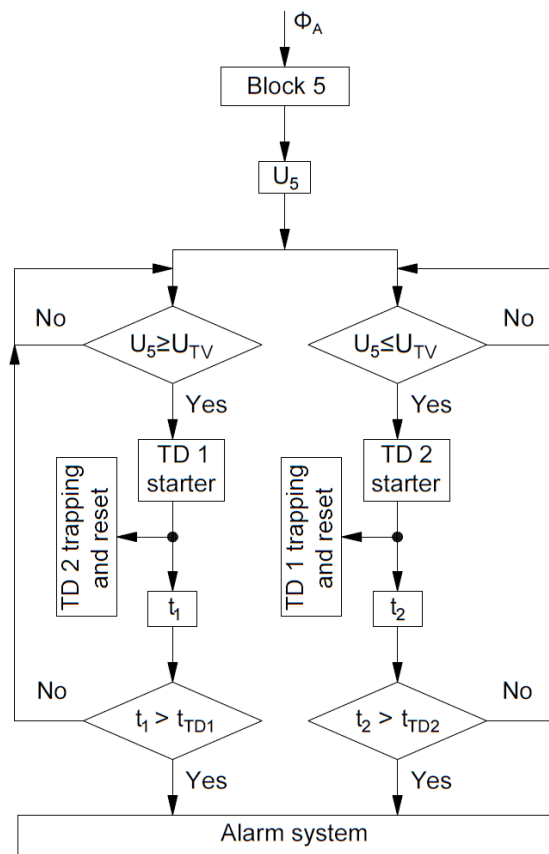 Φ_A
Block 5
U_5
No
U_5≥U_TV
U_5≤U_TV
No
Yes
Yes
TD 1
starter
TD 2
starter
TD 2 trapping
and reset
TD 1 trapping
and reset
t_1
t_2
No
t_1 > t_TD1
t_2 > t_TD2
No
Yes
Yes
Alarm system